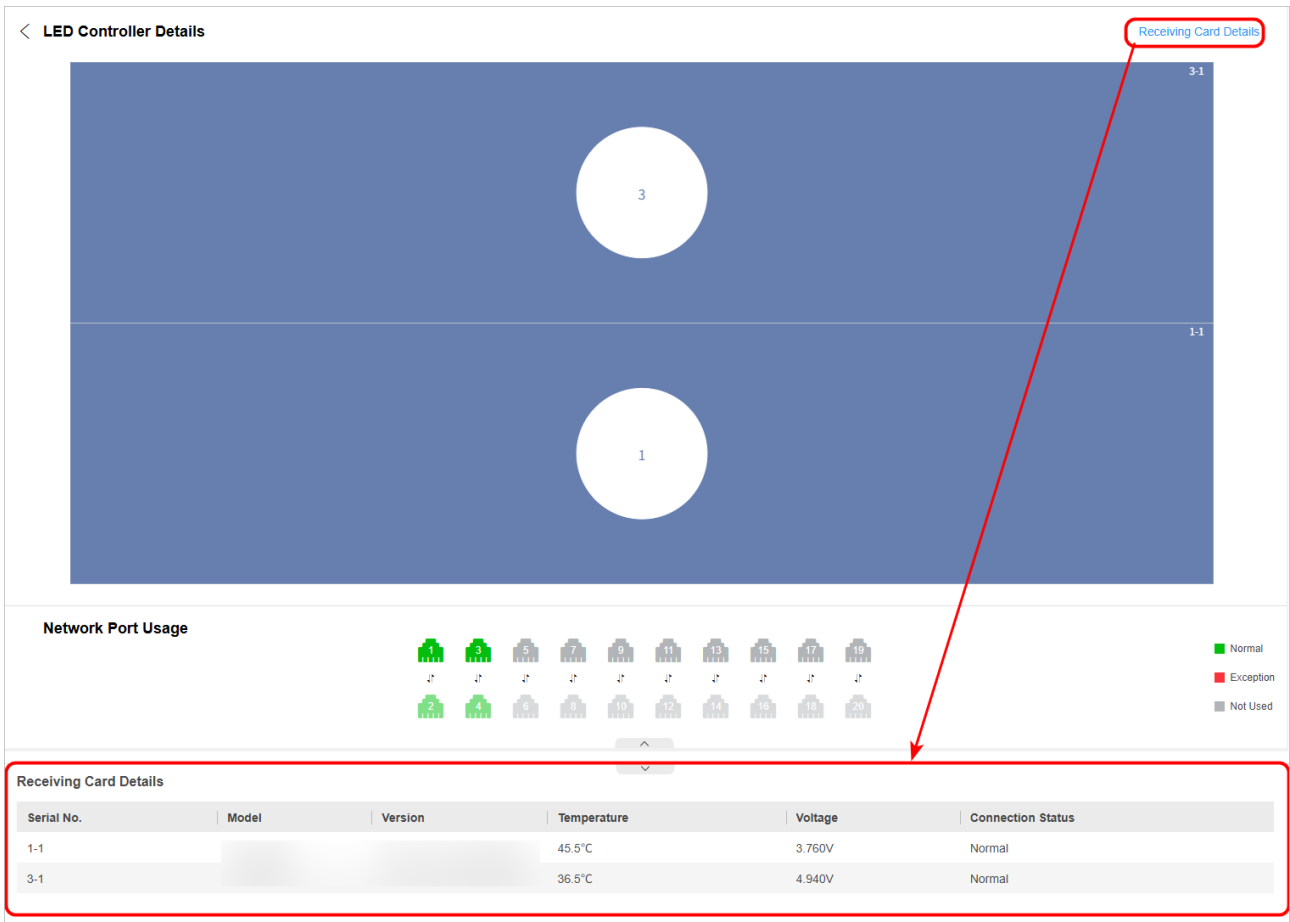 LED Controller Details
Receiving Card Details
3-1
3
1-1
1
Network Port Usage
1 3 5 7 9 11 13 15 17 19
2 4 6 8 10 12 14 16 18 20
Normal
Exception
Not Used
Receiving Card Details
Serial No. Model Version Temperature Voltage Connection Status
1-1 45.5°C 3.760V Normal
3-1 36.5°C 4.940V Normal